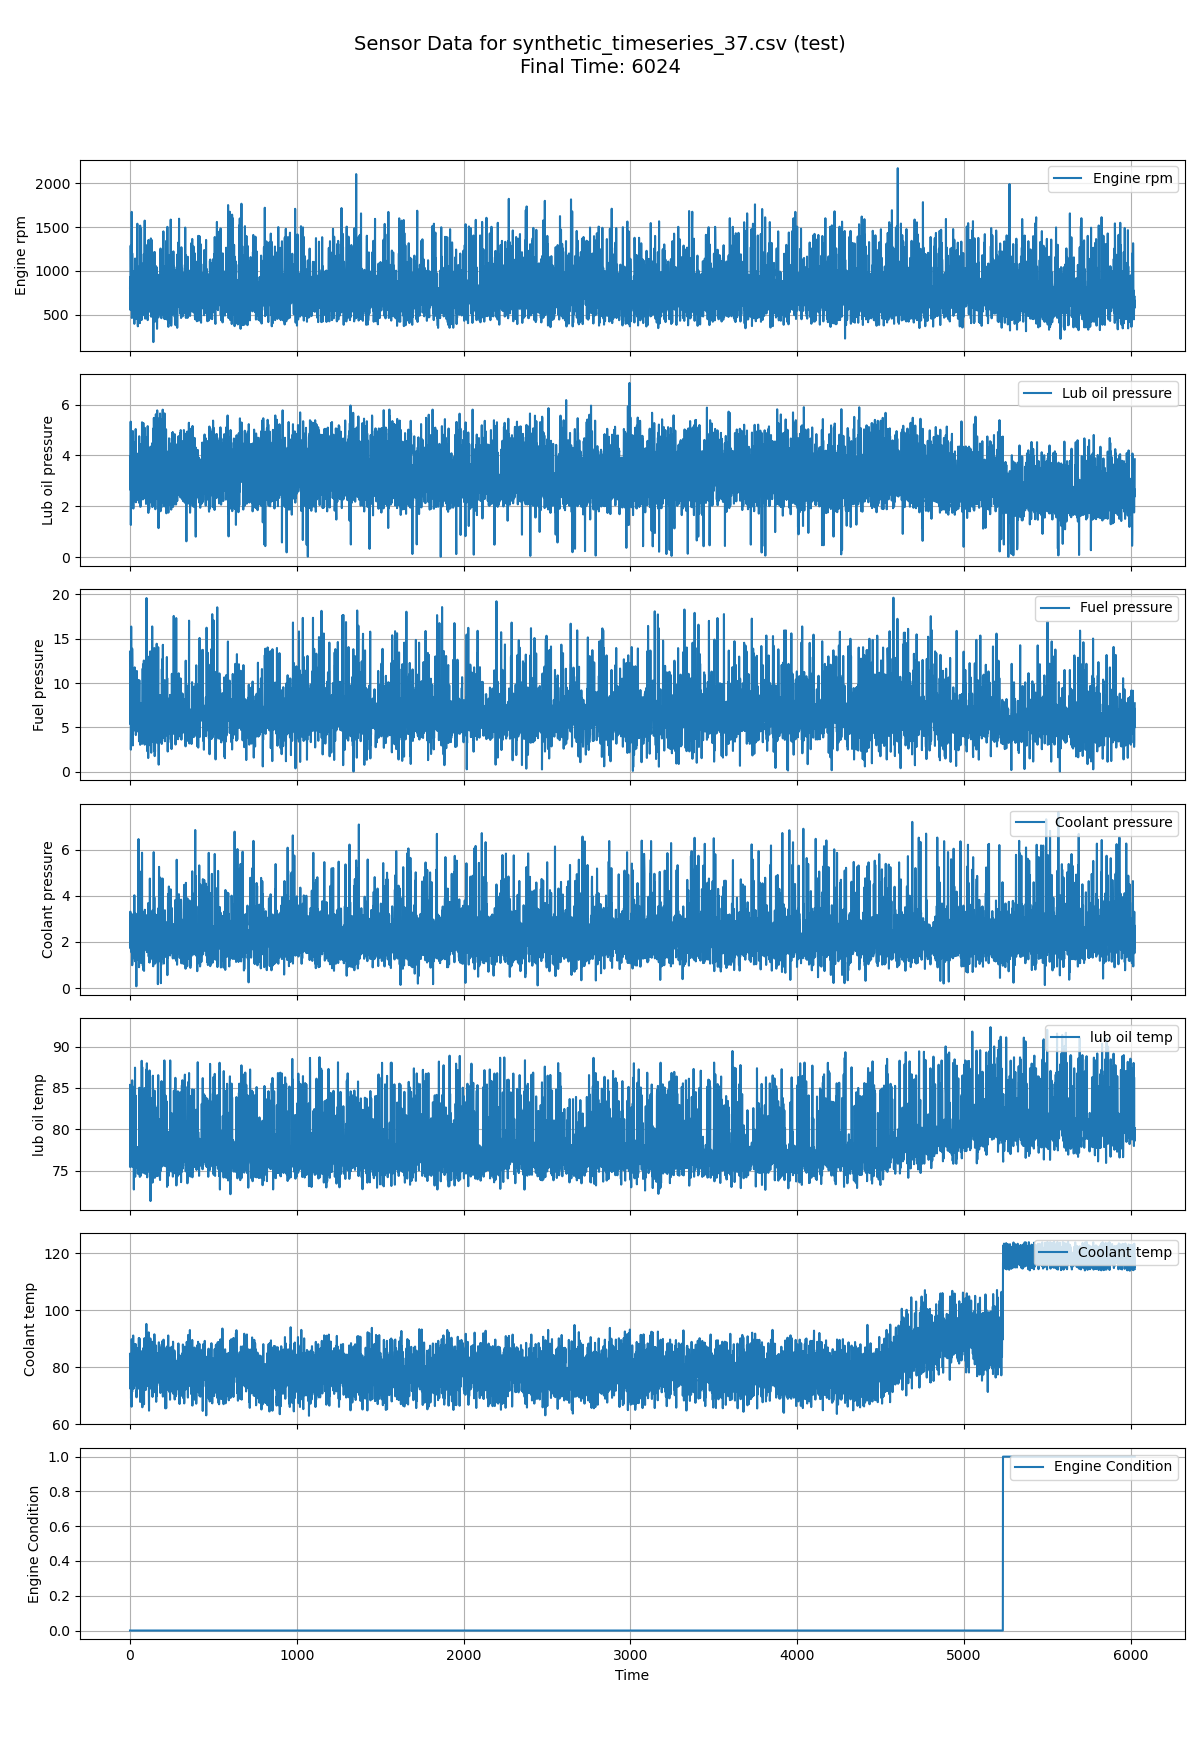 Sensor Data for synthetic_timeseries_37.csv (test)
Final Time: 6024
Engine rpm
2000
1500
1000
500
Engine rpm
Lub oil pressure
6
4
2
0
Lub oil pressure
Fuel pressure
20
15
10
5
0
Fuel pressure
Coolant pressure
6
4
2
0
Coolant pressure
lub oil temp
90
85
80
75
lub oil temp
Coolant temp
120
100
80
60
Coolant temp
Engine Condition
1.0
0.8
0.6
0.4
0.2
0.0
Engine Condition
0 1000 2000 3000 4000 5000 6000
Time